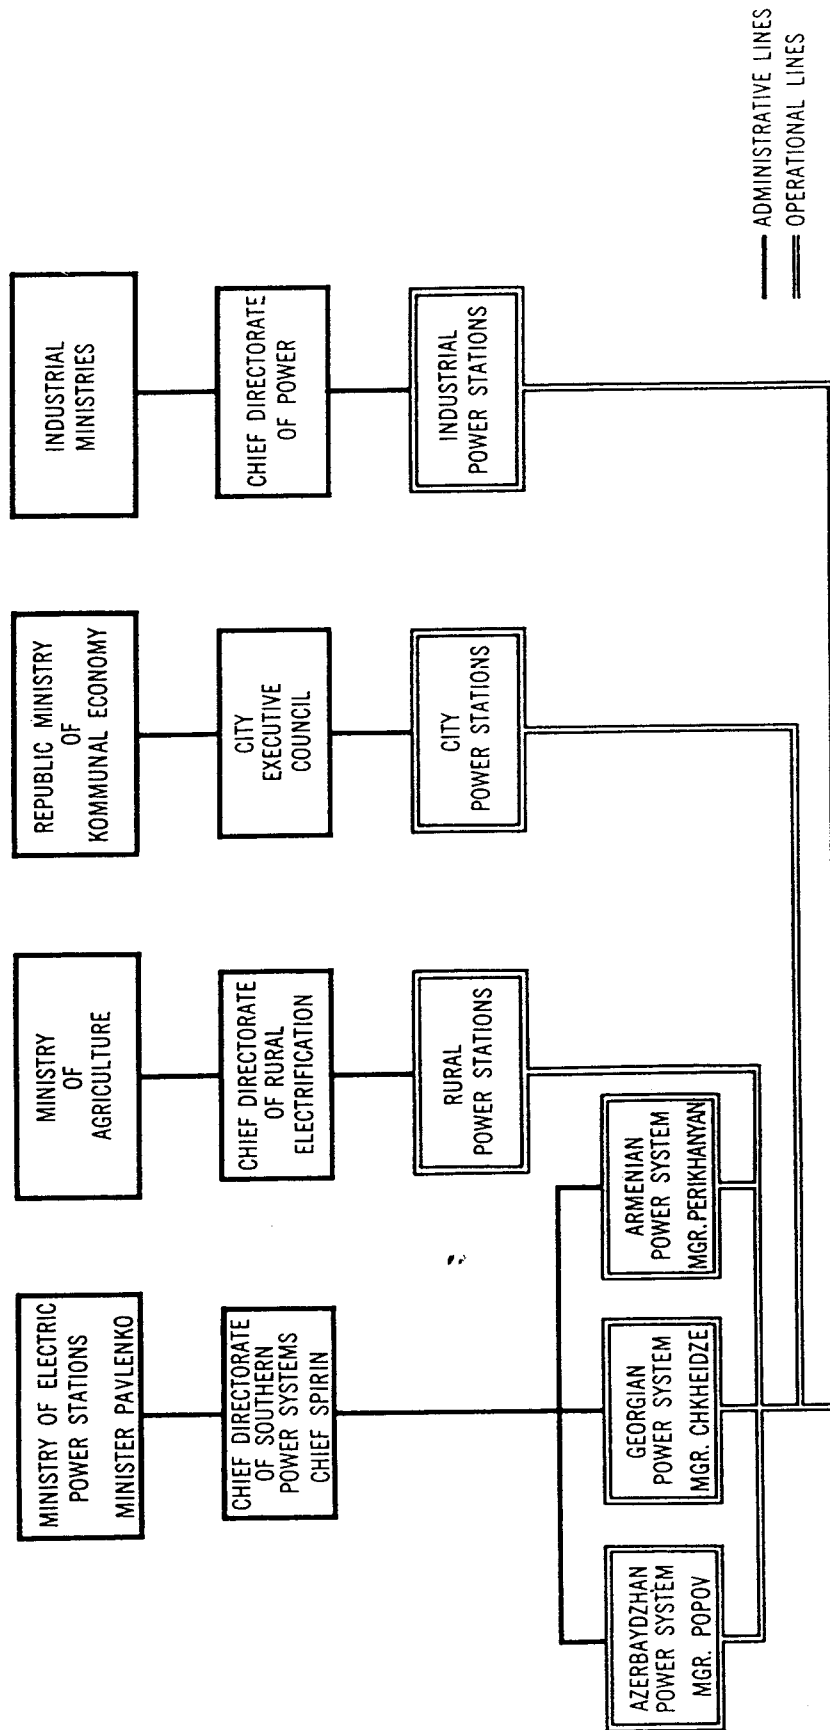 MINISTRY OF ELECTRIC
POWER STATIONS
MINISTER PAVLENKO
MINISTRY
OF
AGRICULTURE
REPUBLIC MINISTRY
OF
KOMMUNAL ECONOMY
INDUSTRIAL
MINISTRIES
CHIEF DIRECTORATE
OF SOUTHERN
POWER SYSTEMS
CHIEF SPIRIN
CHIEF DIRECTORATE
OF RURAL
ELECTRIFICATION
CITY
EXECUTIVE
COUNCIL
CHIEF DIRECTORATE
OF POWER
RURAL
POWER STATIONS
CITY
POWER STATIONS
INDUSTRIAL
POWER STATIONS
AZERBAYDZHAN
POWER SYSTEM
MGR. POPOV
GEORGIAN
POWER SYSTEM
MGR. CHKHEIDZE
ARMENIAN
POWER SYSTEM
MGR. PERIKHANYAN
ADMINISTRATIVE LINES
OPERATIONAL LINES